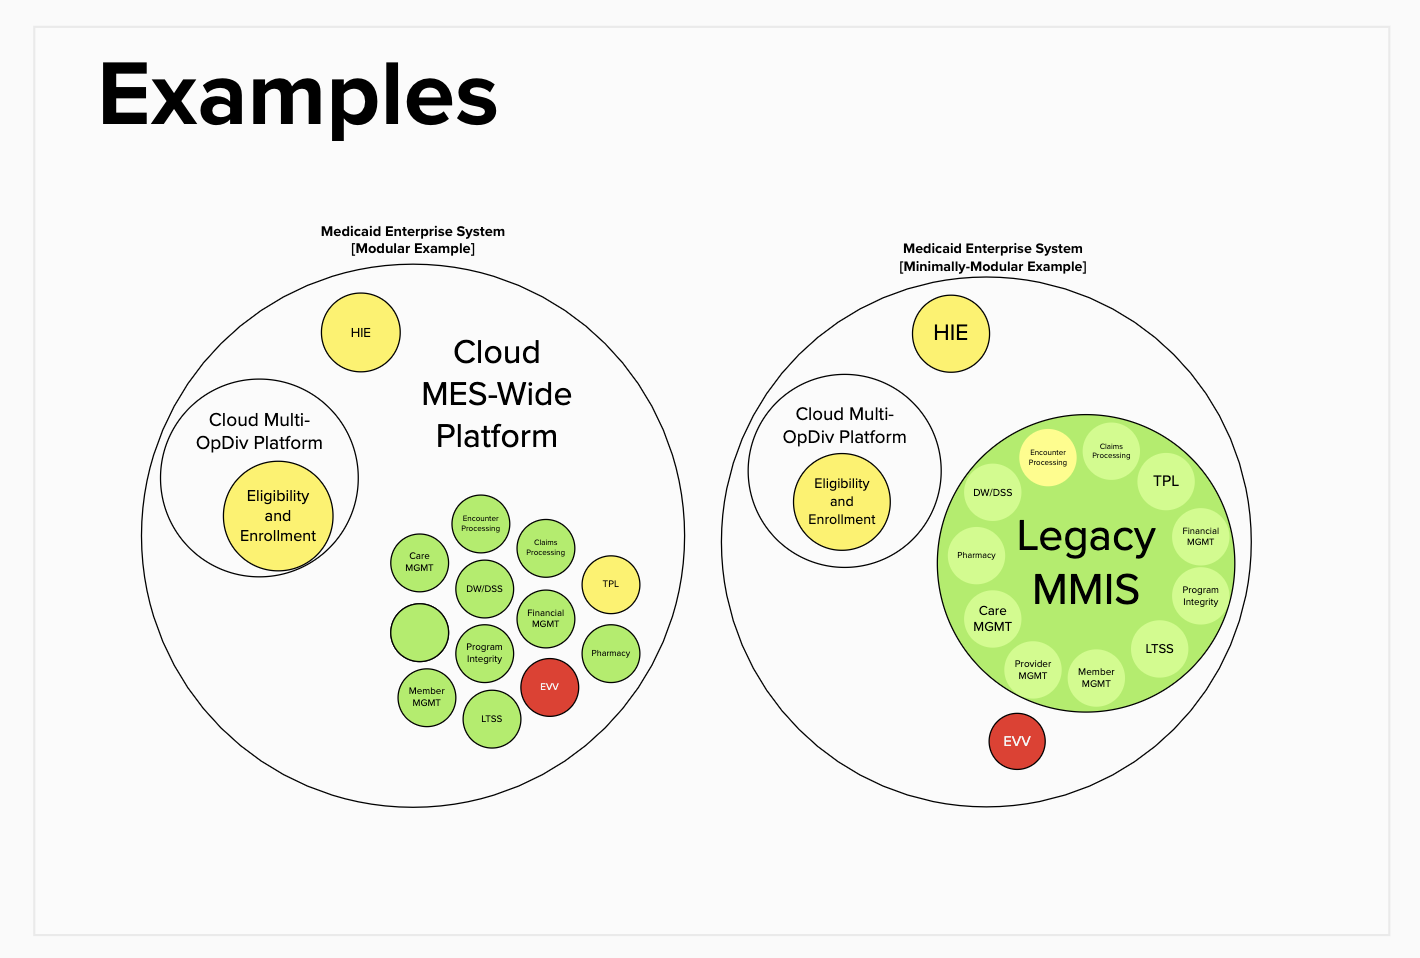 Examples
Medicaid Enterprise System
[Modular Example]
HIE
Cloud
MES-Wide
Platform
Cloud Multi-
OpDiv Platform
Eligibility
and
Enrollment
Encounter
Processing
Claims
Processing
Care
MGMT
DW/DSS
TPL
Financial
MGMT
Program
Integrity
Pharmacy
EVV
Member
MGMT
LTSS
Medicaid Enterprise System
[Minimally-Modular Example]
HIE
Cloud Multi-
OpDiv Platform
Eligibility
and
Enrollment
Encounter
Processing
Claims
Processing
TPL
DW/DSS
Financial
MGMT
Legacy
MMIS
Pharmacy
Program
Integrity
Care
MGMT
LTSS
Provider
MGMT
Member
MGMT
EVV